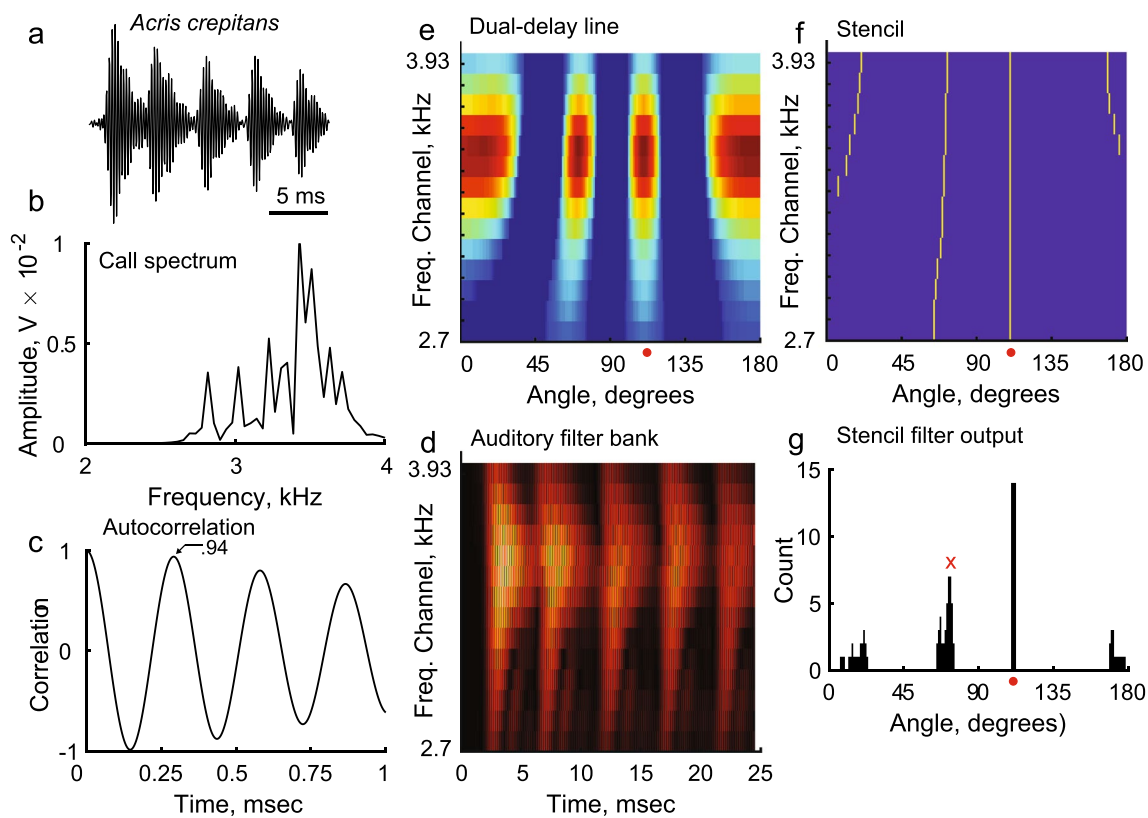 a
Acris crepitans
5 ms
b
Call spectrum
Amplitude, V × 10⁻²
1
0.5
0
2
3
4
Frequency, kHz
c
Autocorrelation
.94
Correlation
1
0
-1
0
0.25
0.5
0.75
1
Time, msec
e
Dual-delay line
Freq. Channel, kHz
3.93
2.7
0
45
90
135
180
Angle, degrees
d
Auditory filter bank
Freq. Channel, kHz
3.93
2.7
0
5
10
15
20
25
Time, msec
f
Stencil
Freq. Channel, kHz
3.93
2.7
0
45
90
135
180
Angle, degrees
g
Stencil filter output
Count
15
10
5
0
x
0
45
90
135
180
Angle, degrees)